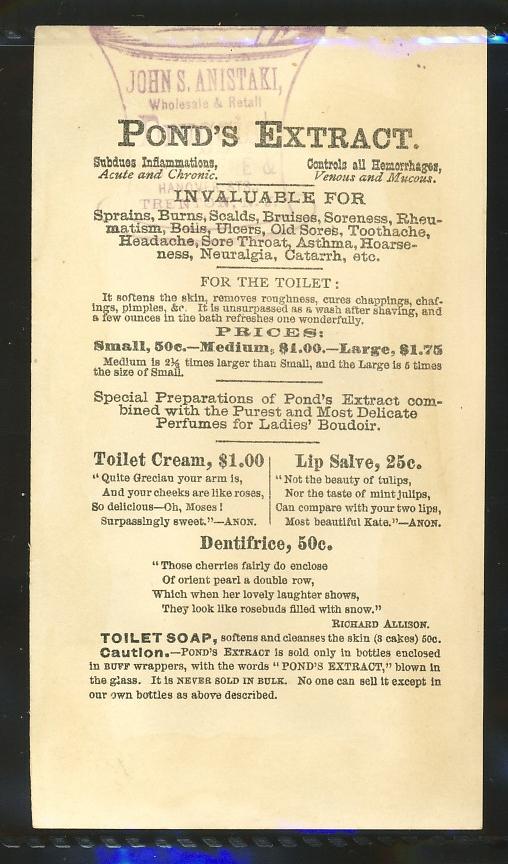 JOHN S. ANISTAKI,
Wholesale & Retail
POND'S EXTRACT.
Subdues Inflammations,
Acute and Chronic.
Controls all Hemorrhages,
Venous and Mucous.
E &
TRENTON,
INVALUABLE FOR
Sprains, Burns, Scalds, Bruises, Soreness, Rheu-
matism, Boils, Ulcers, Old Sores, Toothache,
Headache, Sore Throat, Asthma, Hoarse-
ness, Neuralgia, Catarrh, etc.
FOR THE TOILET:
It softens the skin, removes roughness, cures chappings, chaf-
ings, pimples, &c. It is unsurpassed as a wash after shaving, and
a few ounces in the bath refreshes one wonderfully.
PRICES:
Small, 50c.—Medium, $1.00.—Large, $1.75
Medium is 2½ times larger than Small, and the Large is 5 times
the size of Small.
Special Preparations of Pond's Extract com-
bined with the Purest and Most Delicate
Perfumes for Ladies' Boudoir.
Toilet Cream, $1.00
"Quite Grecian your arm is,
And your cheeks are like roses,
So delicious—Oh, Moses!
Surpassingly sweet."—ANON.
Lip Salve, 25c.
"Not the beauty of tulips,
Nor the taste of mint julips,
Can compare with your two lips,
Most beautiful Kate."—ANON.
Dentifrice, 50c.
"Those cherries fairly do enclose
Of orient pearl a double row,
Which when her lovely laughter shows,
They look like rosebuds filled with snow."
RICHARD ALLISON.
TOILET SOAP, softens and cleanses the skin (3 cakes) 50c.
Caution.—POND'S EXTRACT is sold only in bottles enclosed
in BUFF wrappers, with the words "POND'S EXTRACT," blown in
the glass. It is NEVER SOLD IN BULK. No one can sell it except in
our own bottles as above described.